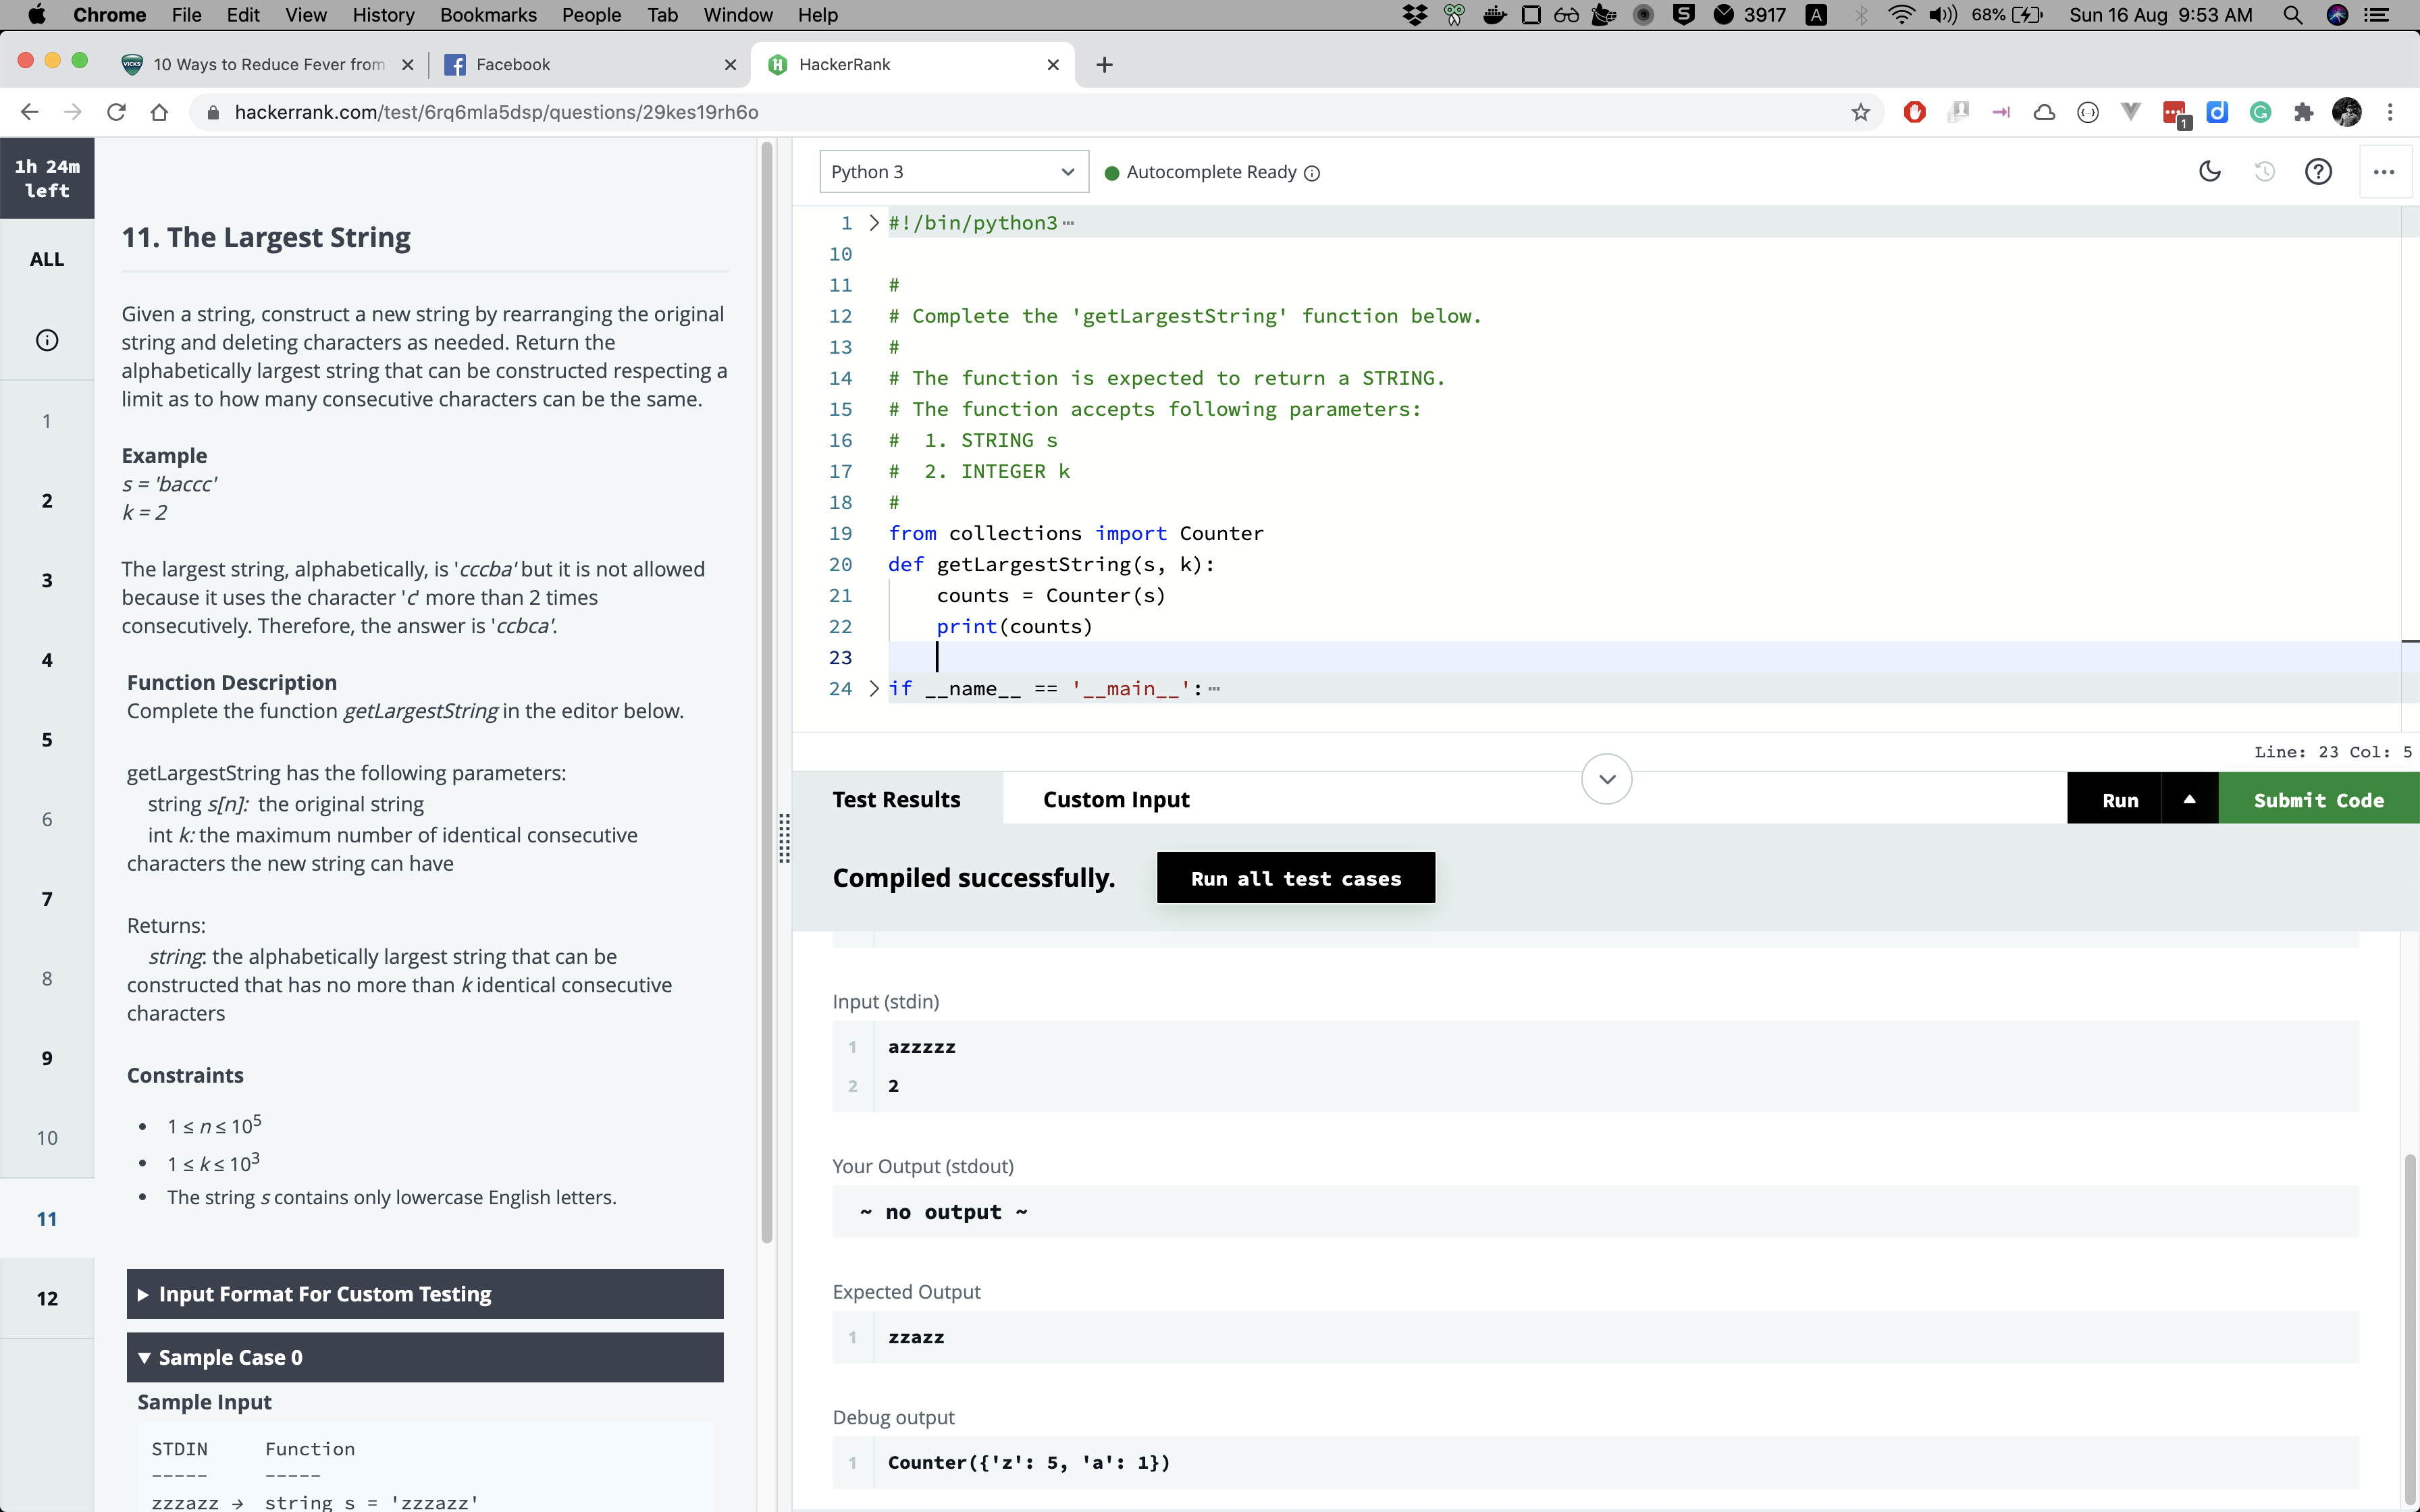 Chrome File Edit View History Bookmarks People Tab Window Help 3917 A 68% Sun 16 Aug 9:53 AM
10 Ways to Reduce Fever from
Facebook
HackerRank
hackerrank.com/test/6rq6mla5dsp/questions/29kes19rh6o
1
1h 24m
left
ALL
1
2
3
4
5
6
7
8
9
10
11
12
11. The Largest String
Given a string, construct a new string by rearranging the original
string and deleting characters as needed. Return the
alphabetically largest string that can be constructed respecting a
limit as to how many consecutive characters can be the same.
Example
s = 'baccc'
k = 2
The largest string, alphabetically, is 'cccba' but it is not allowed
because it uses the character 'c' more than 2 times
consecutively. Therefore, the answer is 'ccbca'.
Function Description
Complete the function getLargestString in the editor below.
getLargestString has the following parameters:
string s[n]: the original string
int k: the maximum number of identical consecutive
characters the new string can have
Returns:
string: the alphabetically largest string that can be
constructed that has no more than k identical consecutive
characters
Constraints
• 1 ≤ n ≤ 10^5
• 1 ≤ k ≤ 10^3
• The string s contains only lowercase English letters.
Input Format For Custom Testing
Sample Case 0
Sample Input
STDIN Function
----- -----
zzzazz → string s = 'zzzazz'
Python 3
Autocomplete Ready
1 #!/bin/python3
10
11 #
12 # Complete the 'getLargestString' function below.
13 #
14 # The function is expected to return a STRING.
15 # The function accepts following parameters:
16 # 1. STRING s
17 # 2. INTEGER k
18 #
19 from collections import Counter
20 def getLargestString(s, k):
21 counts = Counter(s)
22 print(counts)
23
24 if __name__ == '__main__':
Line: 23 Col: 5
Test Results
Custom Input
Run
Submit Code
Compiled successfully.
Run all test cases
Input (stdin)
1 azzzzz
2 2
Your Output (stdout)
~ no output ~
Expected Output
1 zzazz
Debug output
1 Counter({'z': 5, 'a': 1})